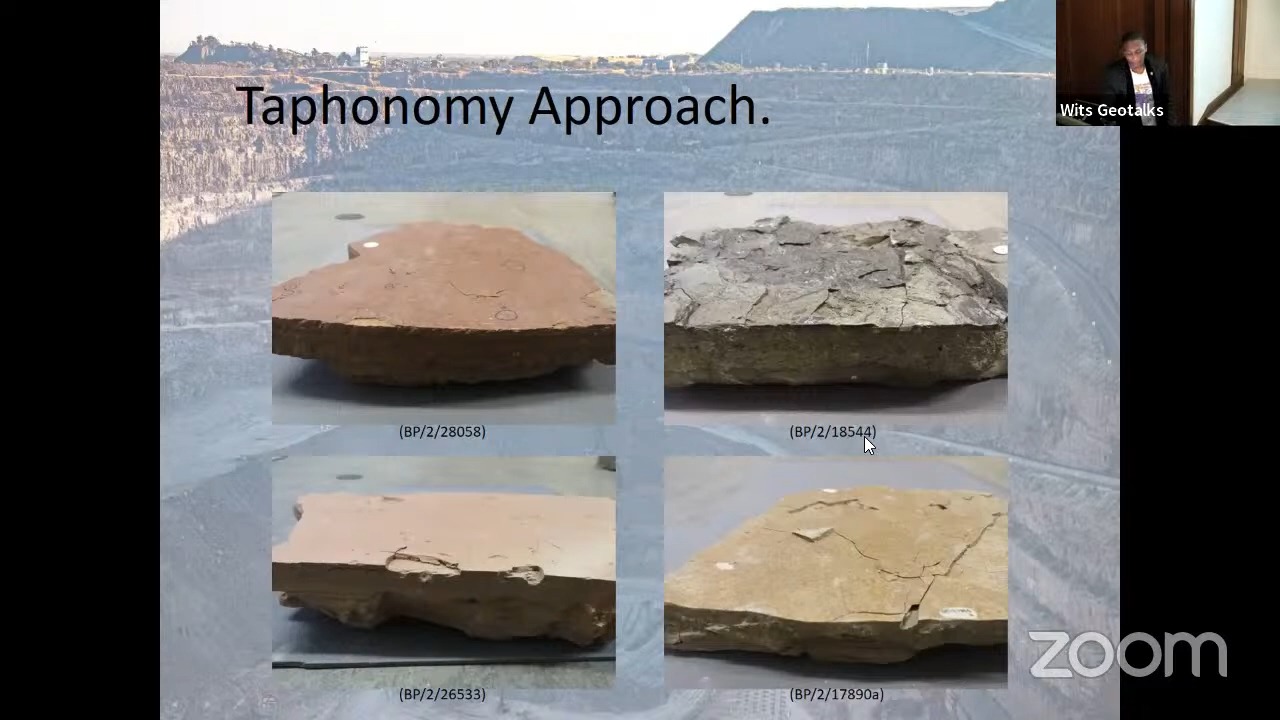 Taphonomy Approach.
Wits Geotalks
(BP/2/28058)
(BP/2/18544)
(BP/2/26533)
(BP/2/17890a)
zoom